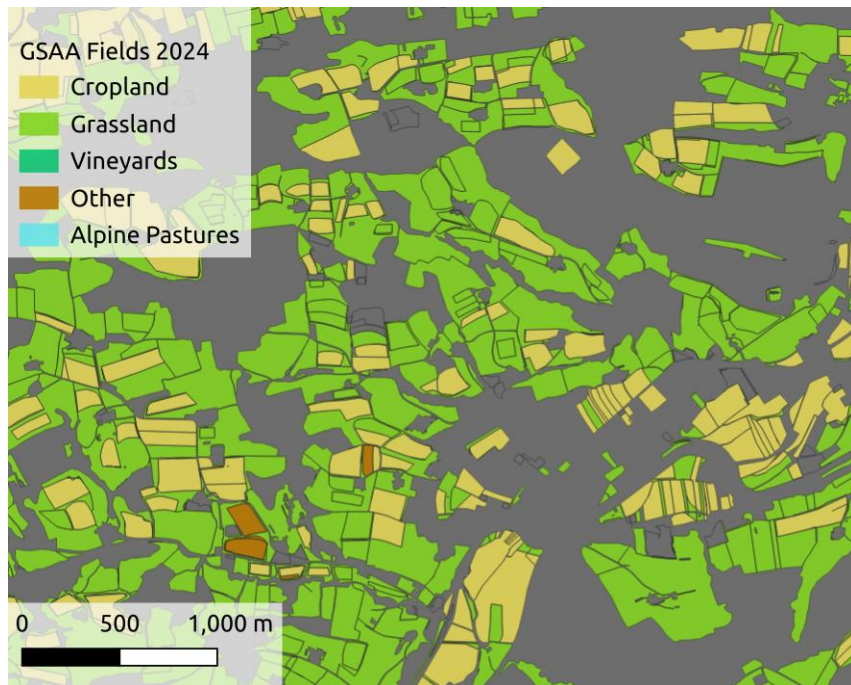 GSAA Fields 2024
Cropland
Grassland
Vineyards
Other
Alpine Pastures
0 500 1,000 m